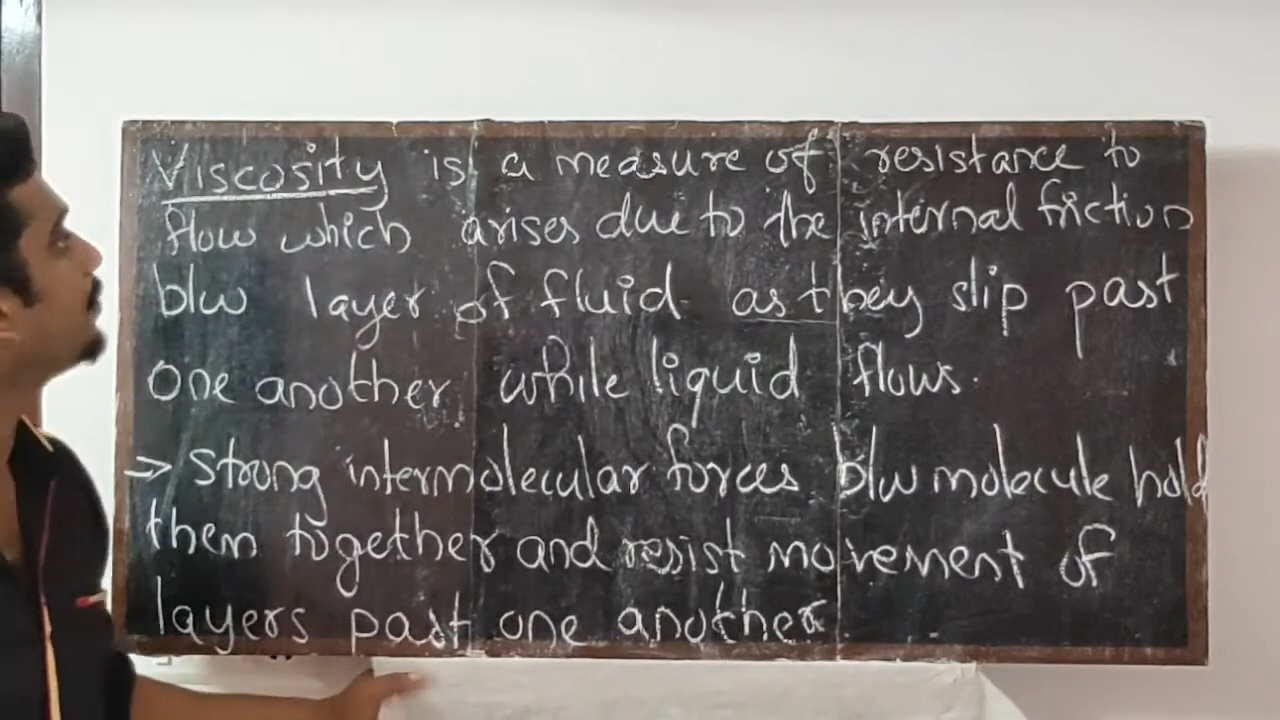 Viscosity is a measure of resistance to
flow which arises due to the internal friction
b/w layer of fluid as they slip past
one another while liquid flows.
→ strong intermolecular forces b/w molecule hold
them together and resist movement of
layers past one another